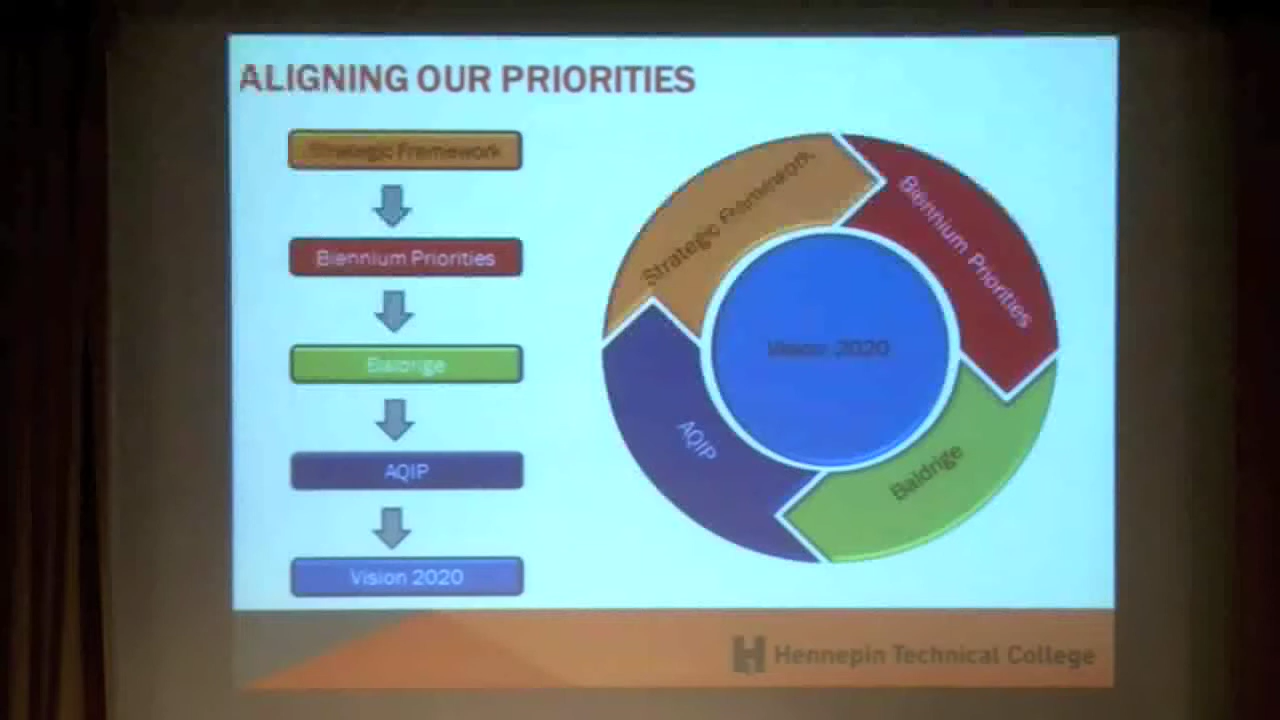 ALIGNING OUR PRIORITIES
Strategic Framework
Biennium Priorities
Baldrige
AQIP
Vision 2020
Strategic Framework
Biennium Priorities
Vision 2020
AQIP
Baldrige
Hennepin Technical College